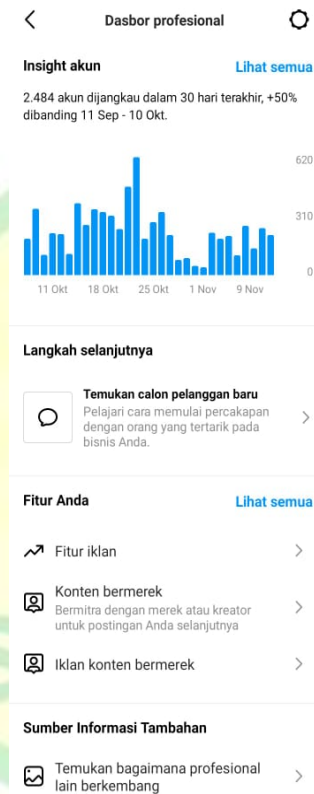 Dasbor profesional
Insight akun
Lihat semua
2.484 akun dijangkau dalam 30 hari terakhir, +50%
dibanding 11 Sep - 10 Okt.
620
310
0
11 Okt
18 Okt
25 Okt
1 Nov
9 Nov
Langkah selanjutnya
Temukan calon pelanggan baru
Pelajari cara memulai percakapan
dengan orang yang tertarik pada
bisnis Anda.
Fitur Anda
Lihat semua
Fitur iklan
Konten bermerek
Bermitra dengan merek atau kreator
untuk postingan Anda selanjutnya
Iklan konten bermerek
Sumber Informasi Tambahan
Temukan bagaimana profesional
lain berkembang